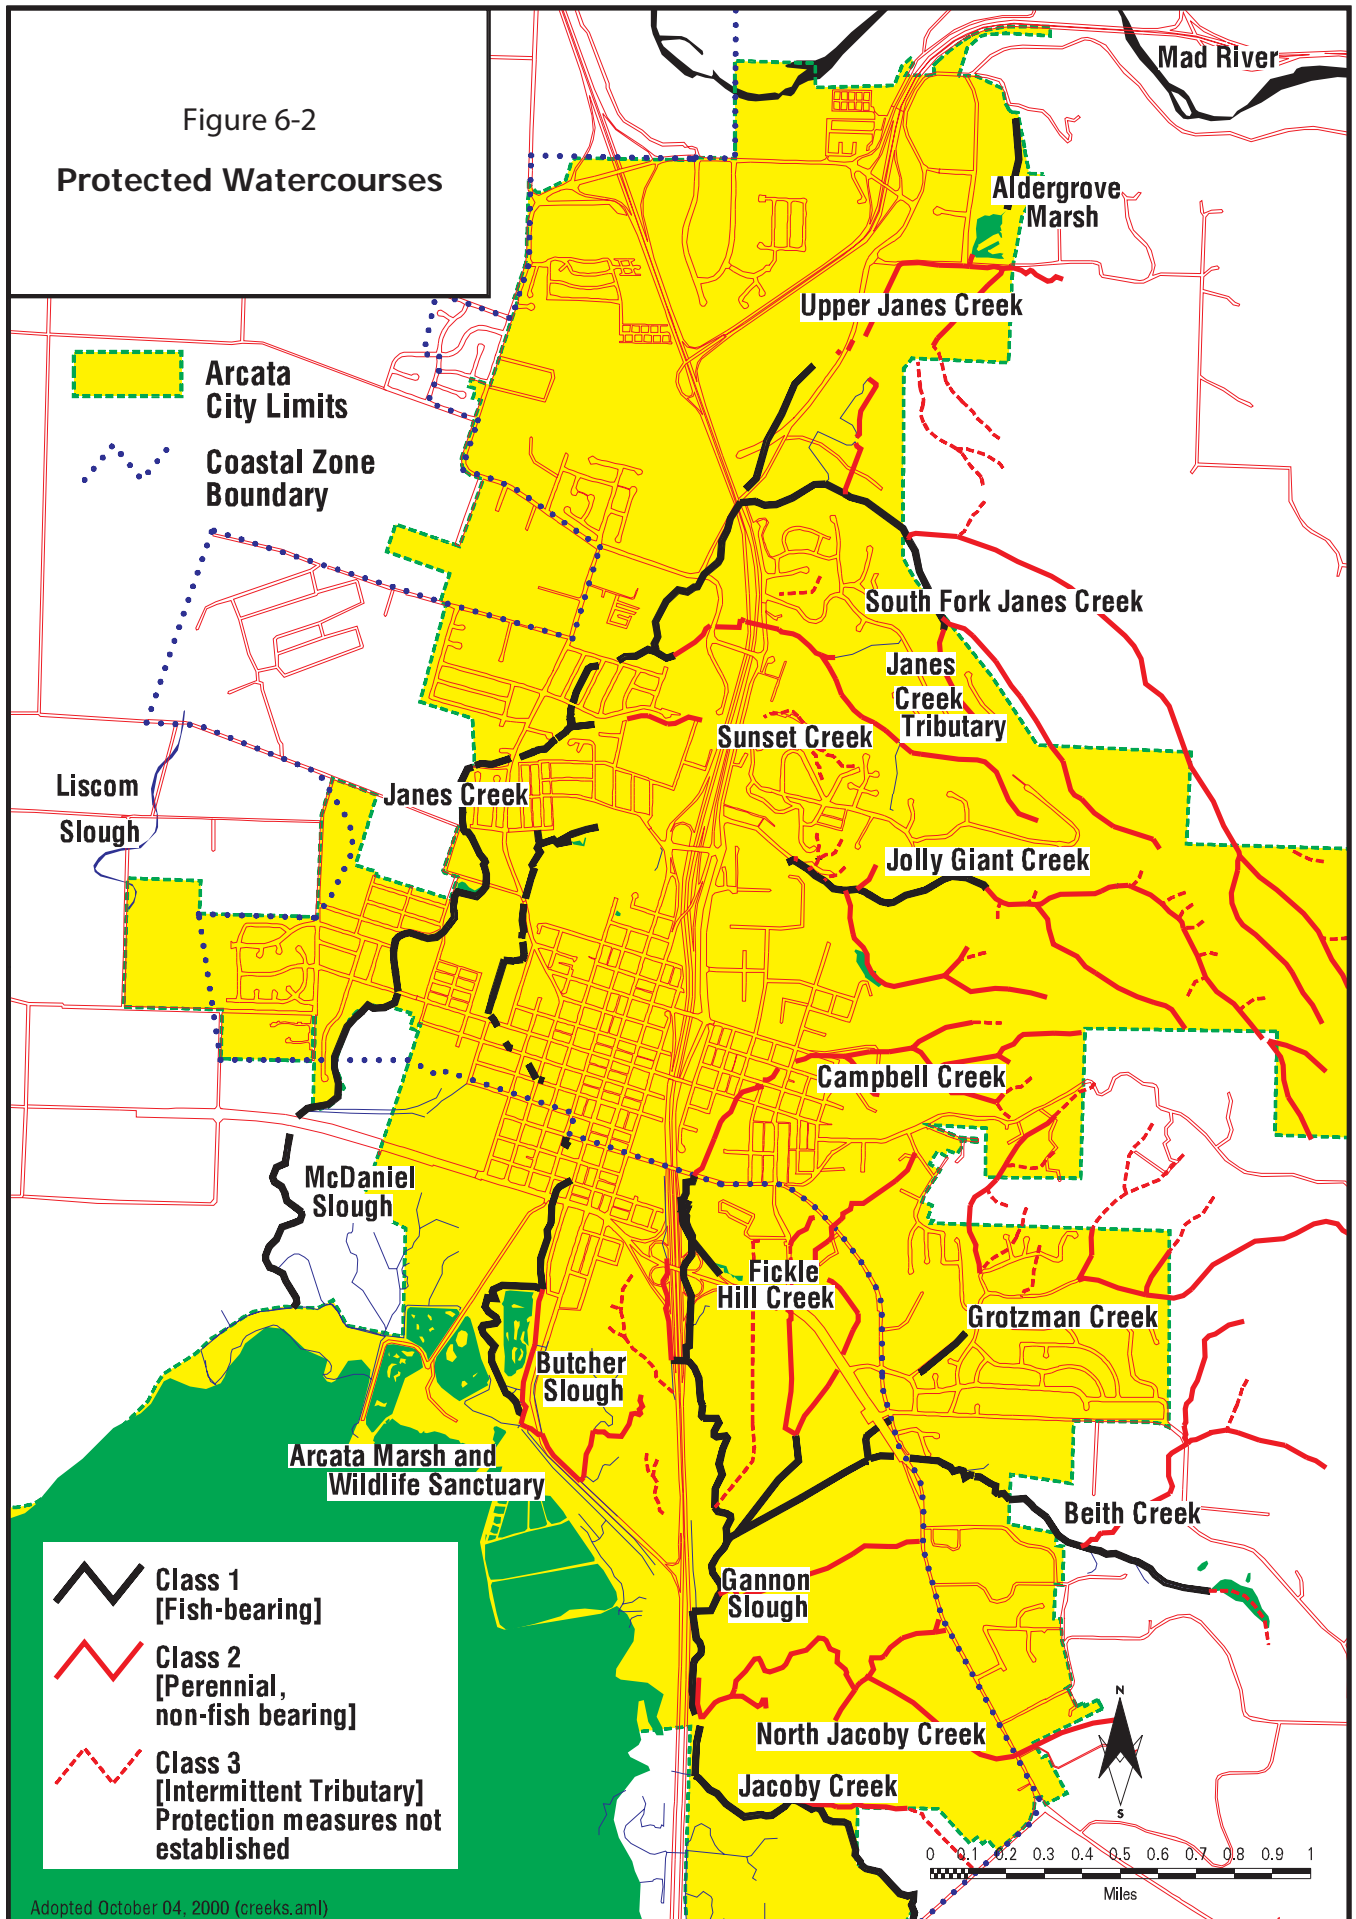 Figure 6-2
Protected Watercourses
Mad River
Aldergrove
Marsh
Upper Janes Creek
Arcata
City Limits
Coastal Zone
Boundary
South Fork Janes Creek
Janes
Creek
Tributary
Sunset Creek
Liscom
Slough
Janes Creek
Jolly Giant Creek
Campbell Creek
McDaniel
Slough
Fickle
Hill Creek
Grotzman Creek
Butcher
Slough
Arcata Marsh and
Wildlife Sanctuary
Beith Creek
Gannon
Slough
North Jacoby Creek
Jacoby Creek
Class 1
[Fish-bearing]
Class 2
[Perennial,
non-fish bearing]
Class 3
[Intermittent Tributary]
Protection measures not
established
N
S
0 0.1 0.2 0.3 0.4 0.5 0.6 0.7 0.8 0.9 1
Miles
Adopted October 04, 2000 (creeks.aml)